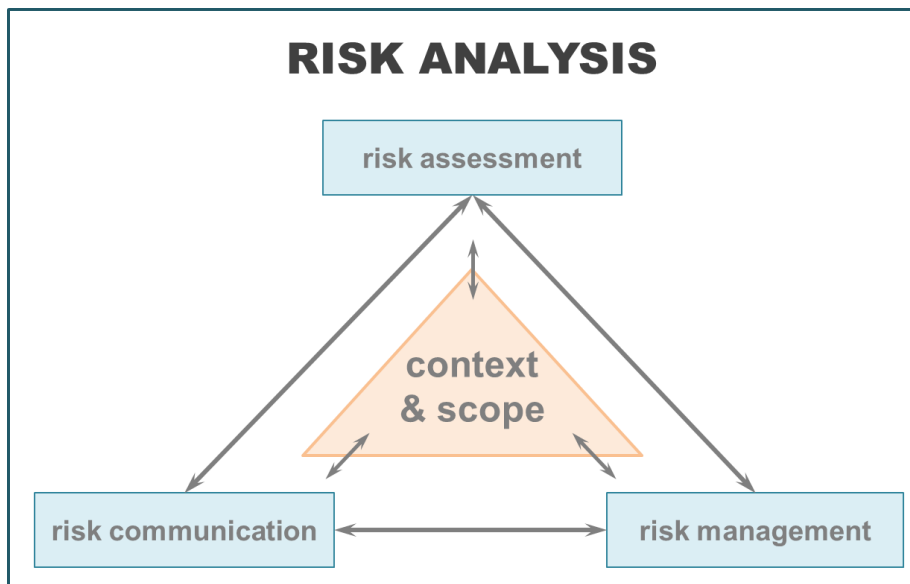 RISK ANALYSIS
risk assessment
context
& scope
risk communication
risk management